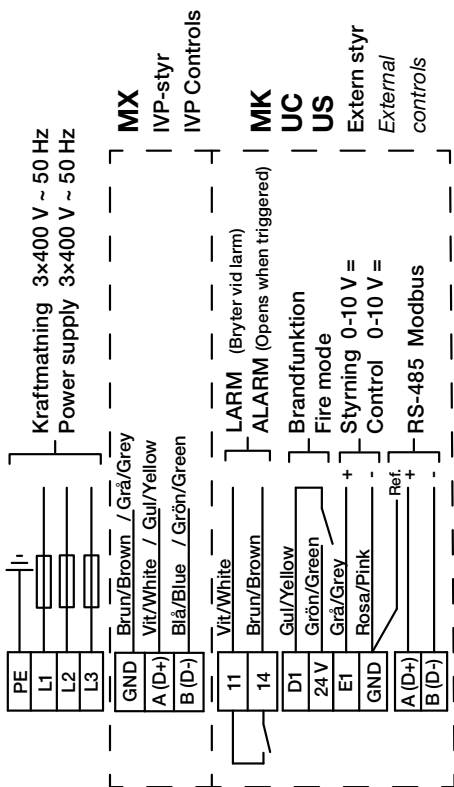 PE
L1
L2
L3
Kraftmatning 3×400 V ~ 50 Hz
Power supply 3×400 V ~ 50 Hz
GND
A (D+)
B (D-)
Brun/Brown / Grå/Grey
Vit/White / Gul/Yellow
Blå/Blue / Grön/Green
MX
IVP-styr
IVP Controls
11
14
Vit/White
Brun/Brown
LARM (Bryter vid larm)
ALARM (Opens when triggered)
D1
24 V
E1
GND
Gul/Yellow
Grön/Green
Grå/Grey
Rosa/Pink
Brandfunktion
Fire mode
+
-
Styrning 0-10 V =
Control 0-10 V =
A (D+)
B (D-)
Ref.
+
-
RS-485 Modbus
MK
UC
US
Extern styr
External
controls